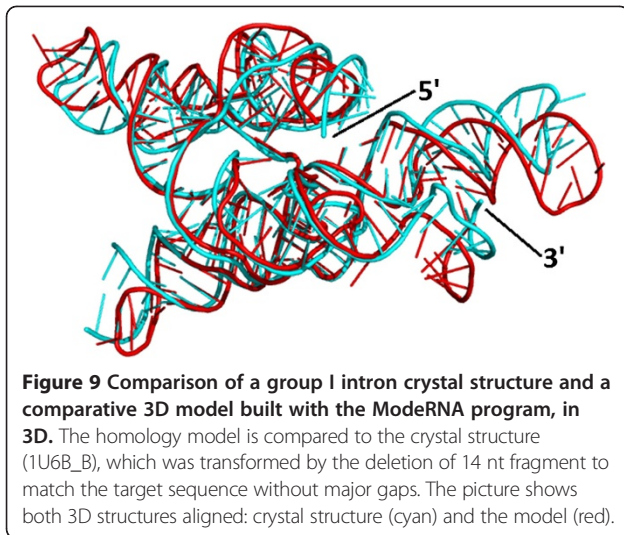 5'
3'
Figure 9 Comparison of a group I intron crystal structure and a
comparative 3D model built with the ModeRNA program, in
3D. The homology model is compared to the crystal structure
(1U6B_B), which was transformed by the deletion of 14 nt fragment to
match the target sequence without major gaps. The picture shows
both 3D structures aligned: crystal structure (cyan) and the model (red).